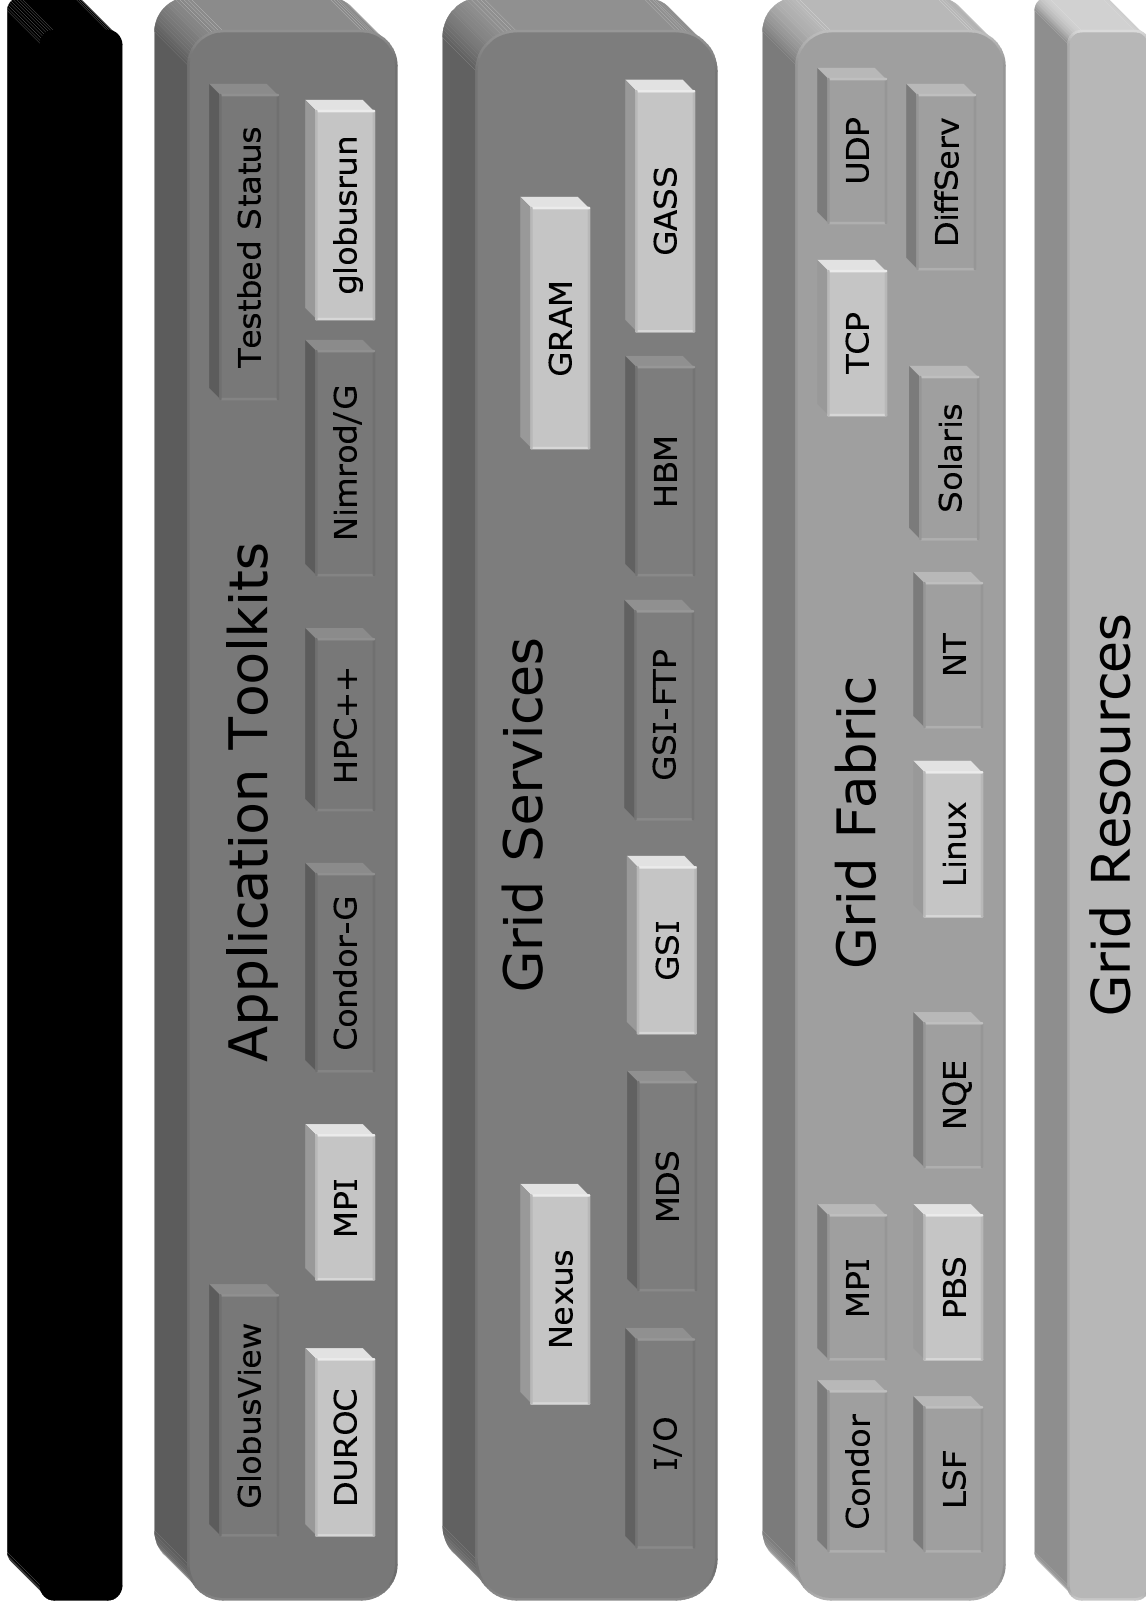 Application Toolkits
GlobusView
Testbed Status
DUROC
MPI
Condor-G
HPC++
Nimrod/G
globusrun
Grid Services
Nexus
GRAM
I/O
MDS
GSI
GSI-FTP
HBM
GASS
Grid Fabric
Condor
MPI
TCP
UDP
LSF
PBS
NQE
Linux
NT
Solaris
DiffServ
Grid Resources